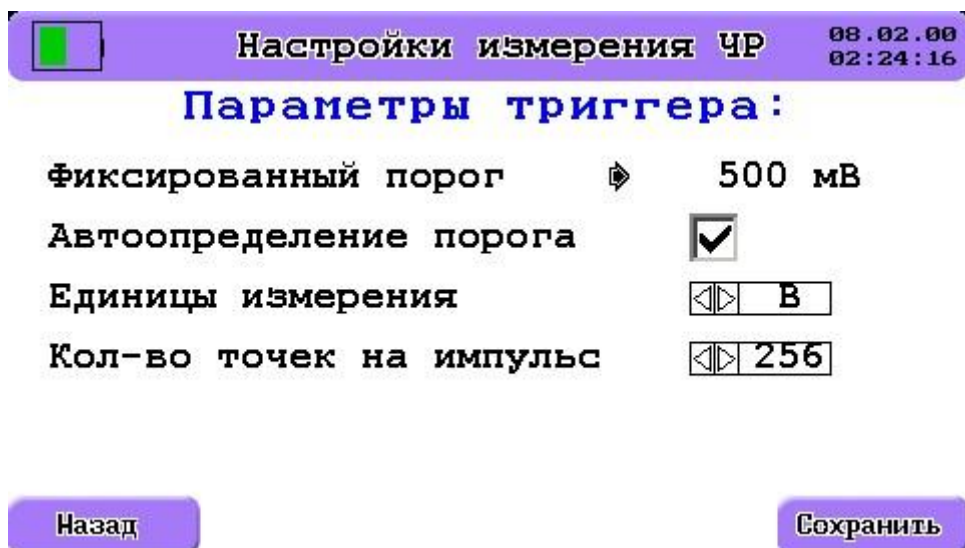 Настройки измерения ЧР 08.02.00
02:24:16
Параметры триггера:
Фиксированный порог 500 мВ
Автоопределение порога
Единицы измерения В
Кол-во точек на импульс 256
Назад Сохранить